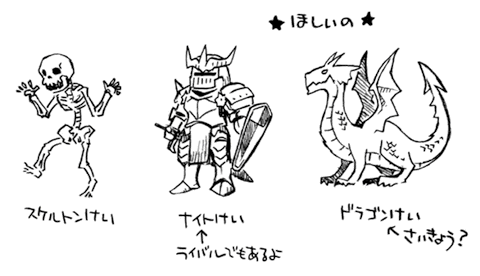 ★ほしいの★
スケルトンけい
ナイトけい
↑
ライバルでもあるよ
ドラゴンけい
↖さいきょう?